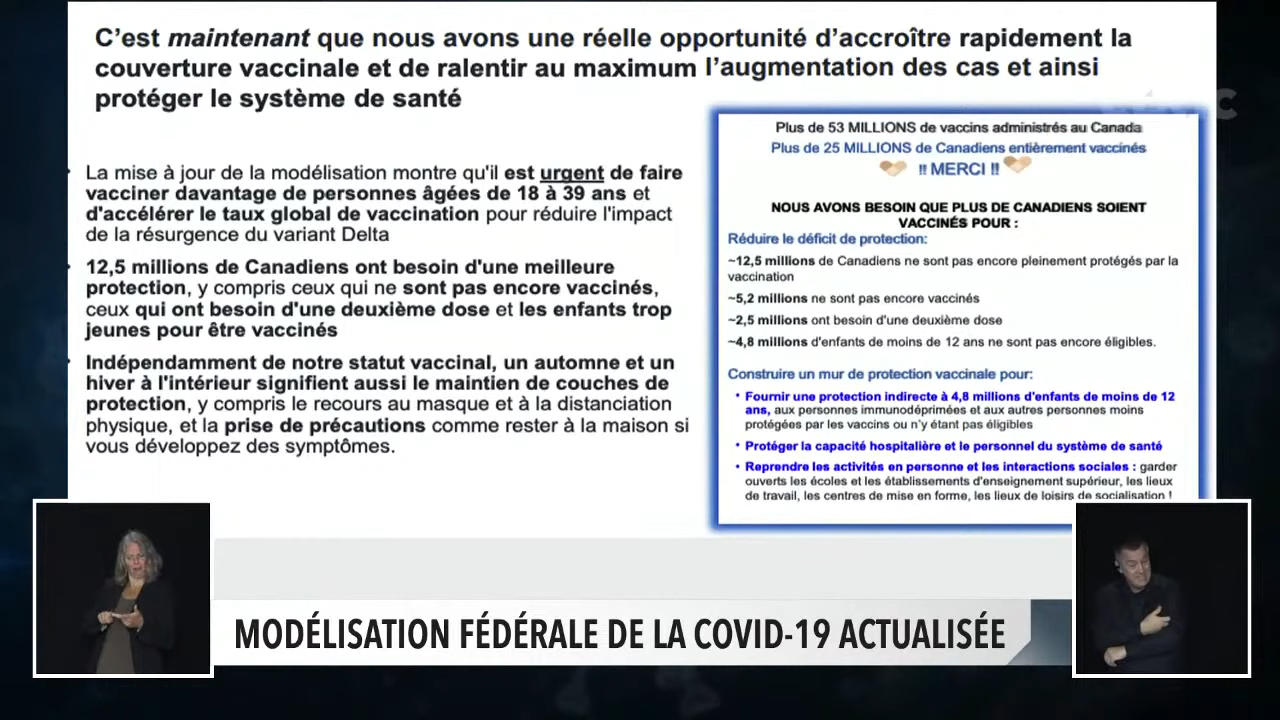 C'est maintenant que nous avons une réelle opportunité d'accroître rapidement la
couverture vaccinale et de ralentir au maximum l'augmentation des cas et ainsi
protéger le système de santé
La mise à jour de la modélisation montre qu'il est urgent de faire
vacciner davantage de personnes âgées de 18 à 39 ans et
d'accélérer le taux global de vaccination pour réduire l'impact
de la résurgence du variant Delta
12,5 millions de Canadiens ont besoin d'une meilleure
protection, y compris ceux qui ne sont pas encore vaccinés,
ceux qui ont besoin d'une deuxième dose et les enfants trop
jeunes pour être vaccinés
Indépendamment de notre statut vaccinal, un automne et un
hiver à l'intérieur signifient aussi le maintien de couches de
protection, y compris le recours au masque et à la distanciation
physique, et la prise de précautions comme rester à la maison si
vous développez des symptômes.
Plus de 53 MILLIONS de vaccins administrés au Canada
Plus de 25 MILLIONS de Canadiens entièrement vaccinés
!! MERCI !!
NOUS AVONS BESOIN QUE PLUS DE CANADIENS SOIENT
VACCINÉS POUR :
Réduire le déficit de protection:
~12,5 millions de Canadiens ne sont pas encore pleinement protégés par la
vaccination
~5,2 millions ne sont pas encore vaccinés
~2,5 millions ont besoin d'une deuxième dose
~4,8 millions d'enfants de moins de 12 ans ne sont pas encore éligibles.
Construire un mur de protection vaccinale pour:
• Fournir une protection indirecte à 4,8 millions d'enfants de moins de 12
ans, aux personnes immunodéprimées et aux autres personnes moins
protégées par les vaccins ou n'y étant pas éligibles
• Protéger la capacité hospitalière et le personnel du système de santé
• Reprendre les activités en personne et les interactions sociales : garder
ouverts les écoles et les établissements d'enseignement supérieur, les lieux
de travail, les centres de mise en forme, les lieux de loisirs de socialisation !
MODÉLISATION FÉDÉRALE DE LA COVID-19 ACTUALISÉE